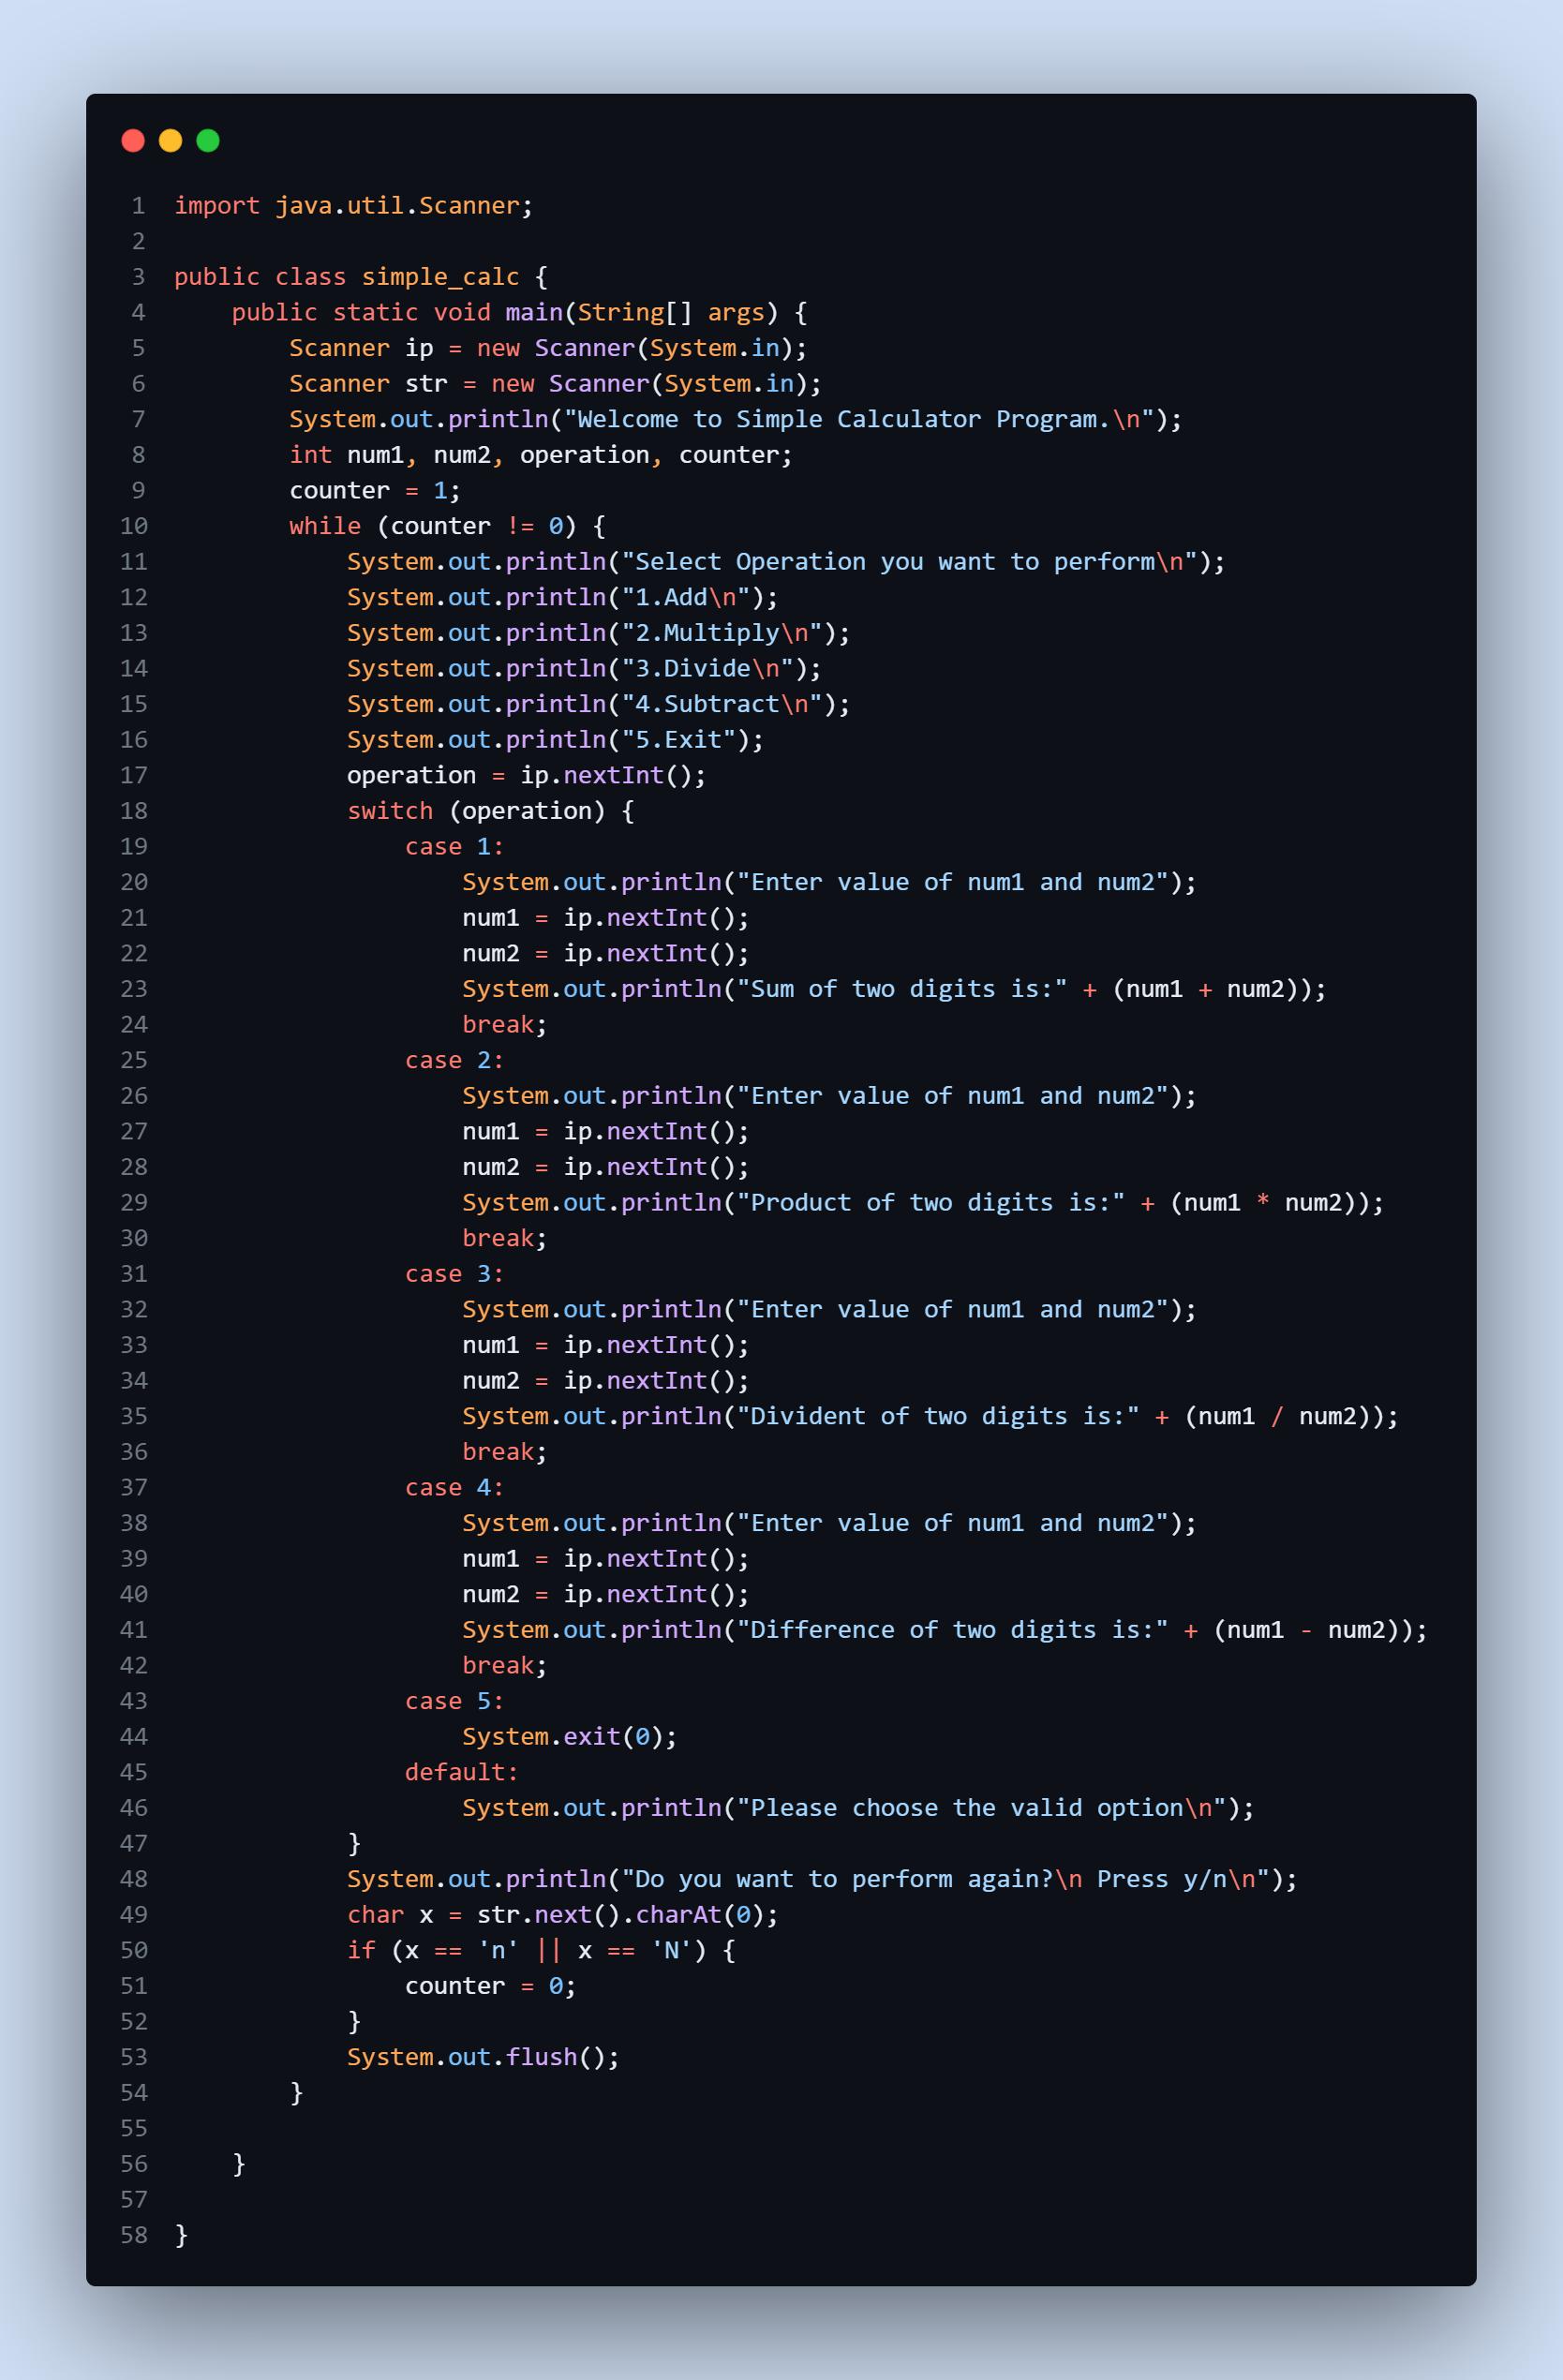 1 import java.util.Scanner;
2
3 public class simple_calc {
4     public static void main(String[] args) {
5         Scanner ip = new Scanner(System.in);
6         Scanner str = new Scanner(System.in);
7         System.out.println("Welcome to Simple Calculator Program.\n");
8         int num1, num2, operation, counter;
9         counter = 1;
10         while (counter != 0) {
11             System.out.println("Select Operation you want to perform\n");
12             System.out.println("1.Add\n");
13             System.out.println("2.Multiply\n");
14             System.out.println("3.Divide\n");
15             System.out.println("4.Subtract\n");
16             System.out.println("5.Exit");
17             operation = ip.nextInt();
18             switch (operation) {
19                 case 1:
20                     System.out.println("Enter value of num1 and num2");
21                     num1 = ip.nextInt();
22                     num2 = ip.nextInt();
23                     System.out.println("Sum of two digits is:" + (num1 + num2));
24                     break;
25                 case 2:
26                     System.out.println("Enter value of num1 and num2");
27                     num1 = ip.nextInt();
28                     num2 = ip.nextInt();
29                     System.out.println("Product of two digits is:" + (num1 * num2));
30                     break;
31                 case 3:
32                     System.out.println("Enter value of num1 and num2");
33                     num1 = ip.nextInt();
34                     num2 = ip.nextInt();
35                     System.out.println("Divident of two digits is:" + (num1 / num2));
36                     break;
37                 case 4:
38                     System.out.println("Enter value of num1 and num2");
39                     num1 = ip.nextInt();
40                     num2 = ip.nextInt();
41                     System.out.println("Difference of two digits is:" + (num1 - num2));
42                     break;
43                 case 5:
44                     System.exit(0);
45                 default:
46                     System.out.println("Please choose the valid option\n");
47             }
48             System.out.println("Do you want to perform again?\n Press y/n\n");
49             char x = str.next().charAt(0);
50             if (x == 'n' || x == 'N') {
51                 counter = 0;
52             }
53             System.out.flush();
54         }
55
56     }
57
58 }